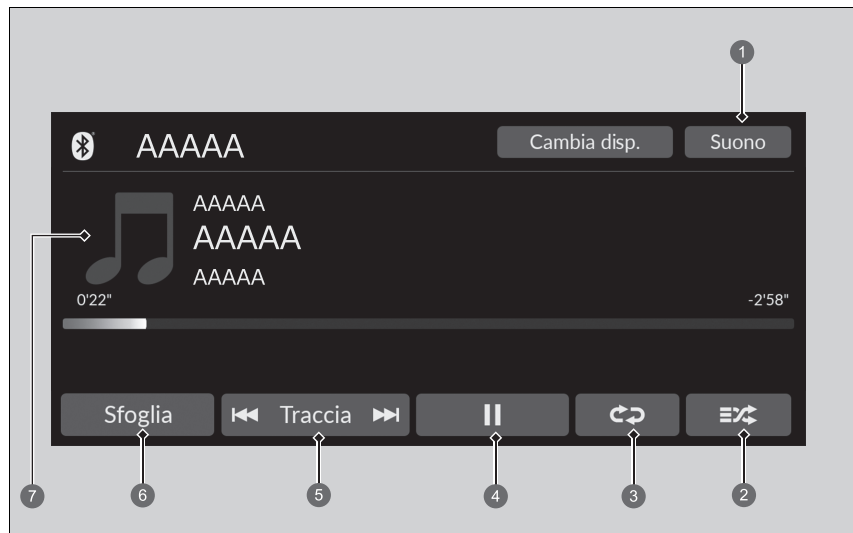 1
AAAAA Cambia disp. Suono
AAAAA
AAAAA
AAAAA
7
0'22" -2'58"
Sfoglia Traccia
7 6 5 4 3 2